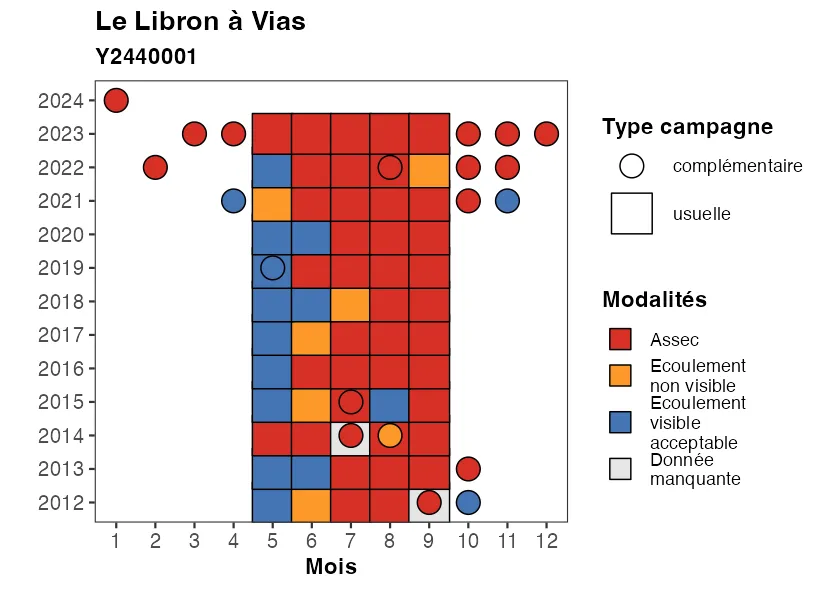 Le Libron à Vias
Y2440001
2024
2023
2022
2021
2020
2019
2018
2017
2016
2015
2014
2013
2012
1 2 3 4 5 6 7 8 9 10 11 12
Mois
Type campagne
complémentaire
usuelle
Modalités
Assec
Ecoulement
non visible
Ecoulement
visible
acceptable
Donnée
manquante